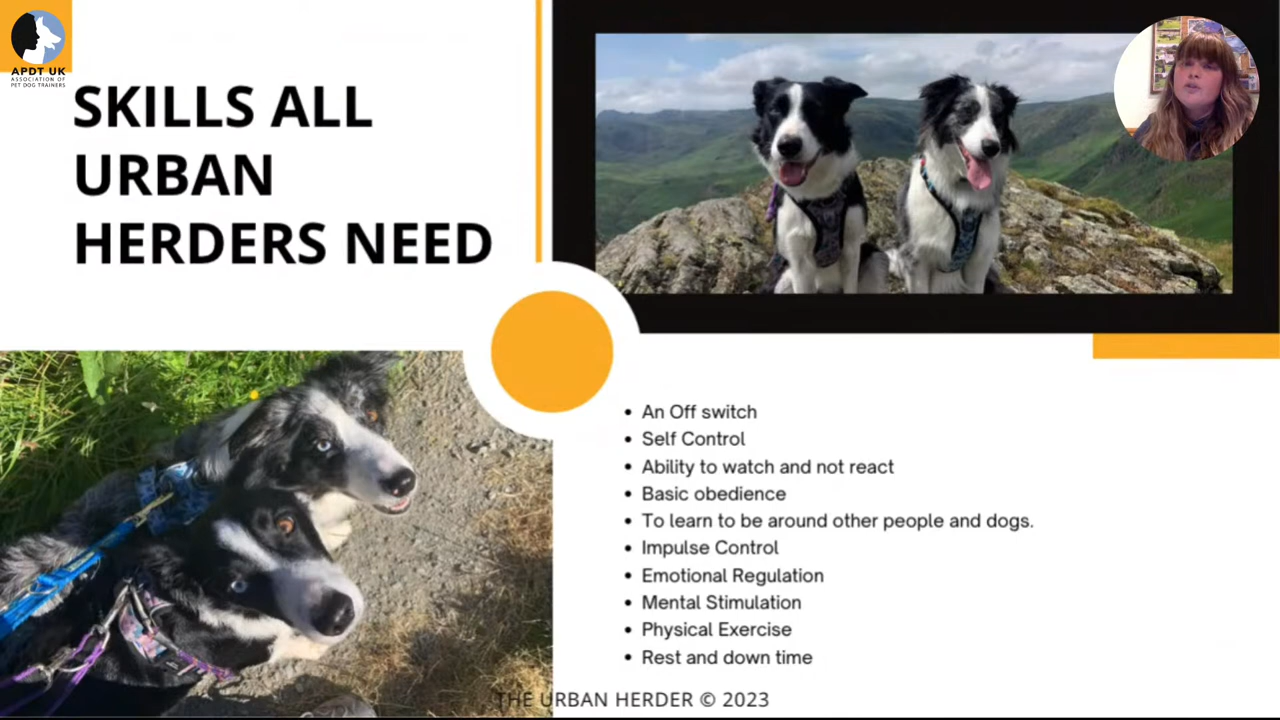 APDT UK
ASSOCIATION OF
PET DOG TRAINERS
SKILLS ALL
URBAN
HERDERS NEED
• An Off switch
• Self Control
• Ability to watch and not react
• Basic obedience
• To learn to be around other people and dogs.
• Impulse Control
• Emotional Regulation
• Mental Stimulation
• Physical Exercise
• Rest and down time
THE URBAN HERDER © 2023